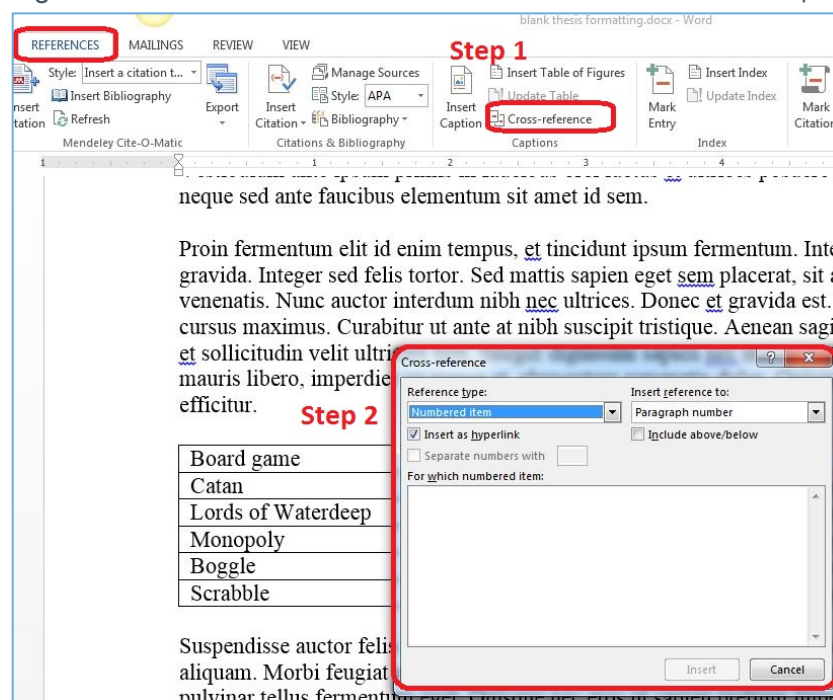 blank thesis formatting.docx - Word
REFERENCES MAILINGS REVIEW VIEW
Step 1
Style: Insert a citation t...
Insert Bibliography
Refresh
Export
Mendeley Cite-O-Matic
Insert Citation
Manage Sources
Style: APA
Bibliography
Citations & Bibliography
Insert Caption
Insert Table of Figures
Update Table
Cross-reference
Captions
Mark Entry
Insert Index
Update Index
Index
Mark
1 1 2 3 4
neque sed ante faucibus elementum sit amet id sem.
Proin fermentum elit id enim tempus, et tincidunt ipsum fermentum. Inte
gravida. Integer sed felis tortor. Sed mattis sapien eget sem placerat, sit a
venenatis. Nunc auctor interdum nibh nec ultrices. Donec et gravida est.
cursus maximus. Curabitur ut ante at nibh suscipit tristique. Aenean sagi
et sollicitudin velit ultri
mauris libero, imperdie
efficitur.
Step 2
Board game
Catan
Lords of Waterdeep
Monopoly
Boggle
Scrabble
Suspendisse auctor felis
aliquam. Morbi feugiat
Cross-reference
Reference type: Insert reference to:
Numbered item Paragraph number
Insert as hyperlink Include above/below
Separate numbers with
For which numbered item:
Insert Cancel